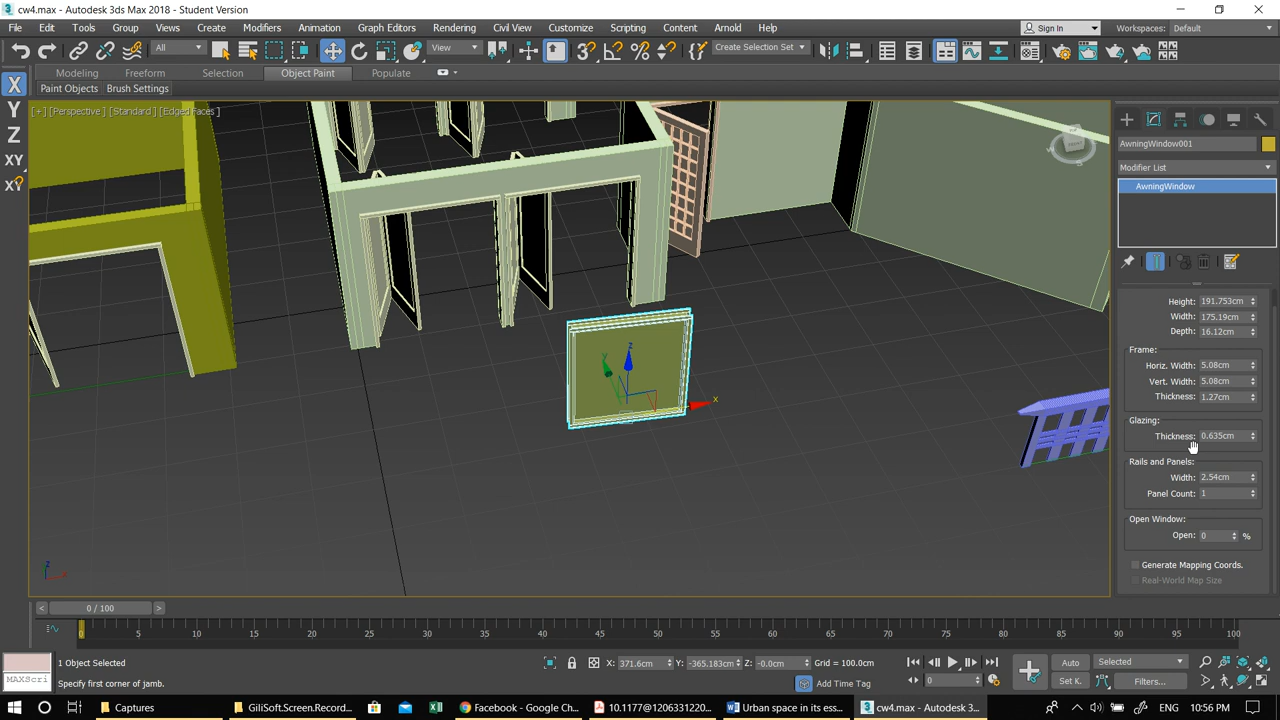 cw4.max - Autodesk 3ds Max 2018 - Student Version
File Edit Tools Group Views Create Modifiers Animation Graph Editors Rendering Civil View Customize Scripting Content Arnold Help
Sign In Workspaces: Default
All View Create Selection Set
Modeling Freeform Selection Object Paint Populate
Paint Objects Brush Settings
X
Y
Z
XY
XY
[+] [Perspective ] [Standard ] [Edged Faces ]
FRONT
AwningWindow001
Modifier List
AwningWindow
Height: 191.753cm
Width: 175.19cm
Depth: 16.12cm
Frame:
Horiz. Width: 5.08cm
Vert. Width: 5.08cm
Thickness: 1.27cm
Glazing:
Thickness: 0.635cm
Rails and Panels:
Width: 2.54cm
Panel Count: 1
Open Window:
Open: 0 %
Generate Mapping Coords.
Real-World Map Size
z
y
x
z
x
< 0 / 100 >
0 5 10 15 20 25 30 35 40 45 50 55 60 65 70 75 80 85 90 95 100
1 Object Selected X: 371.6cm Y: -365.183cm Z: -0.0cm Grid = 100.0cm Auto Selected
MAXScri Specify first corner of jamb. Add Time Tag 0 Set K. Filters...
Captures GiliSoft.Screen.Record... Facebook - Google Ch... 10.1177@1206331220... Urban space in its ess... cw4.max - Autodesk 3... 10:56 PM